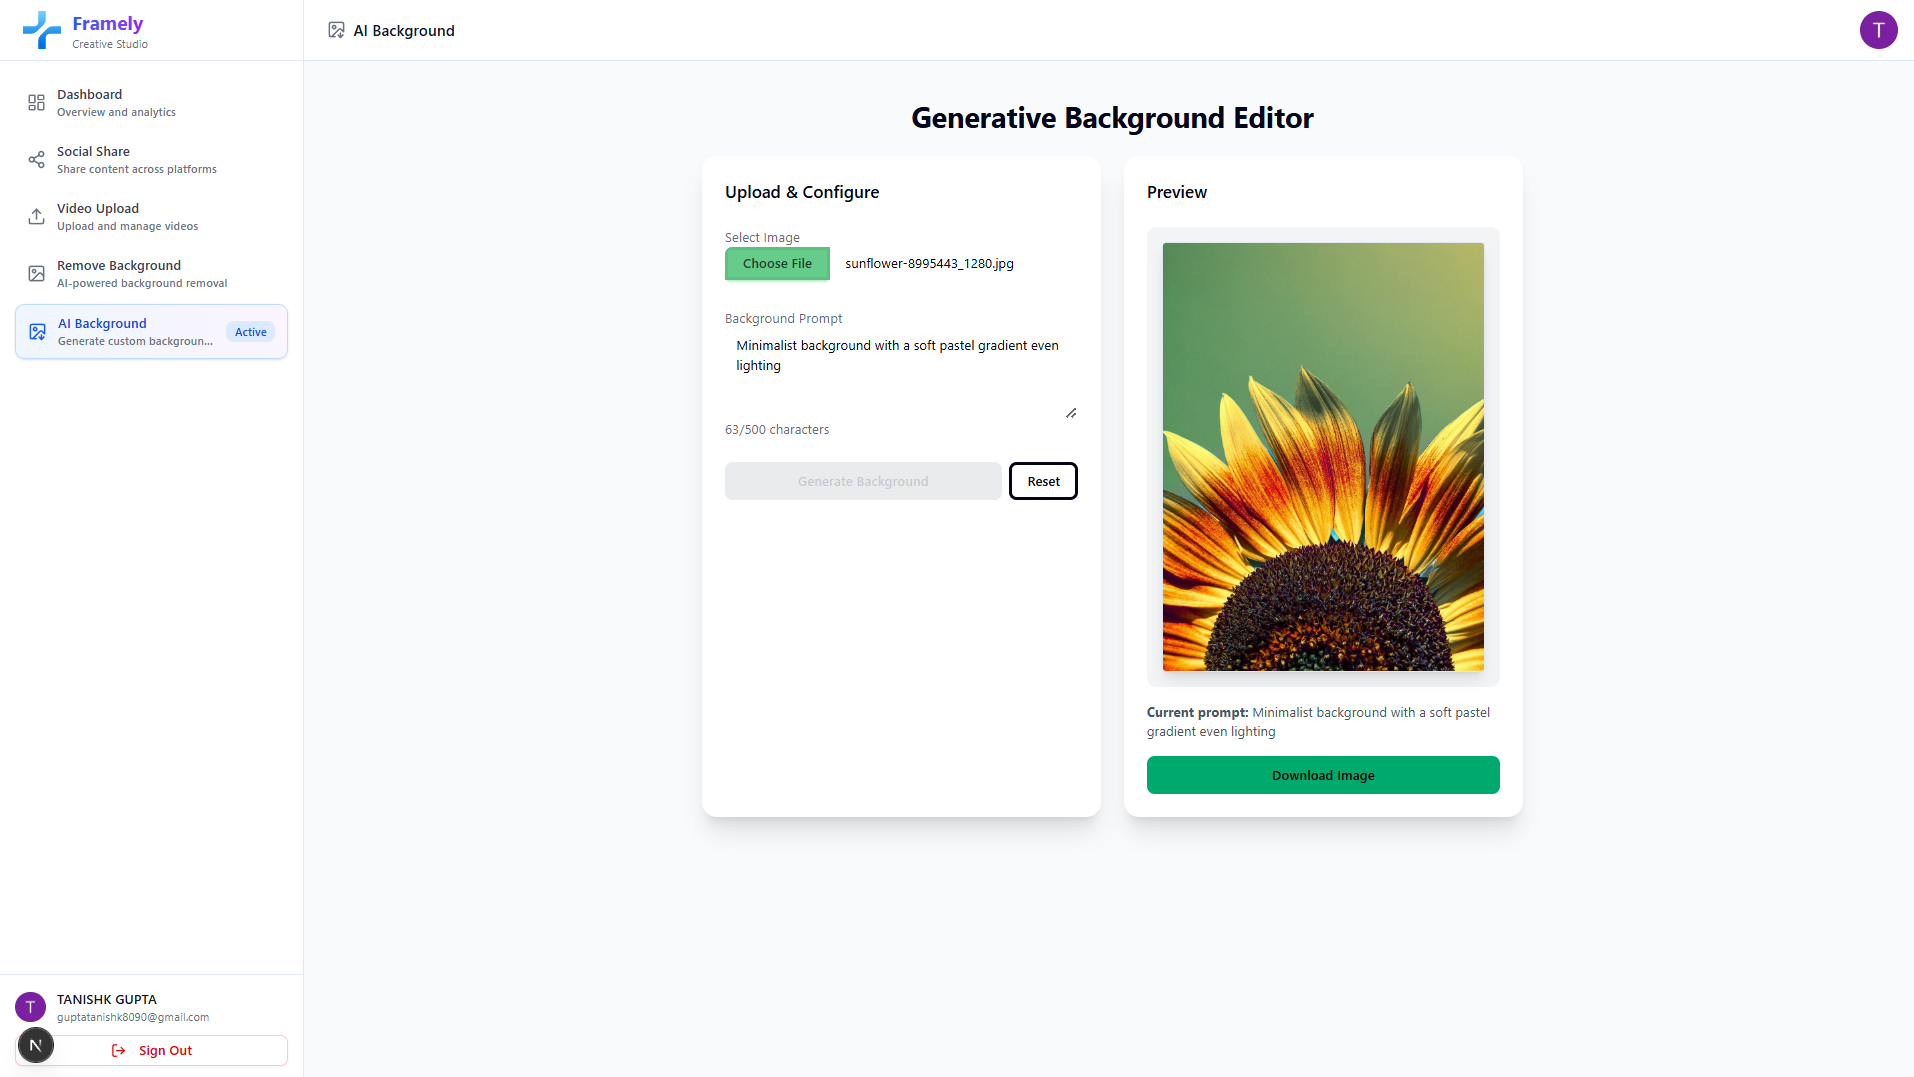 Framely
Creative Studio
AI Background
T
Dashboard
Overview and analytics
Social Share
Share content across platforms
Video Upload
Upload and manage videos
Remove Background
AI-powered background removal
AI Background
Generate custom backgroun...
Active
Generative Background Editor
Upload & Configure
Select Image
Choose File
sunflower-8995443_1280.jpg
Background Prompt
Minimalist background with a soft pastel gradient even
lighting
63/500 characters
Generate Background
Reset
Preview
Current prompt: Minimalist background with a soft pastel
gradient even lighting
Download Image
T
TANISHK GUPTA
guptatanishk8090@gmail.com
N
Sign Out